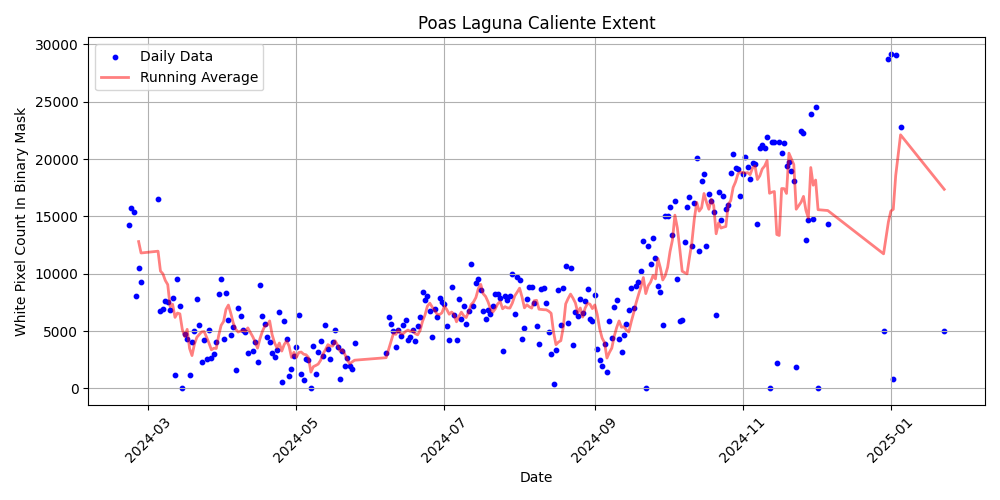 Poas Laguna Caliente Extent
Daily Data
Running Average
White Pixel Count In Binary Mask
30000
25000
20000
15000
10000
5000
0
2024-03
2024-05
2024-07
2024-09
2024-11
2025-01
Date